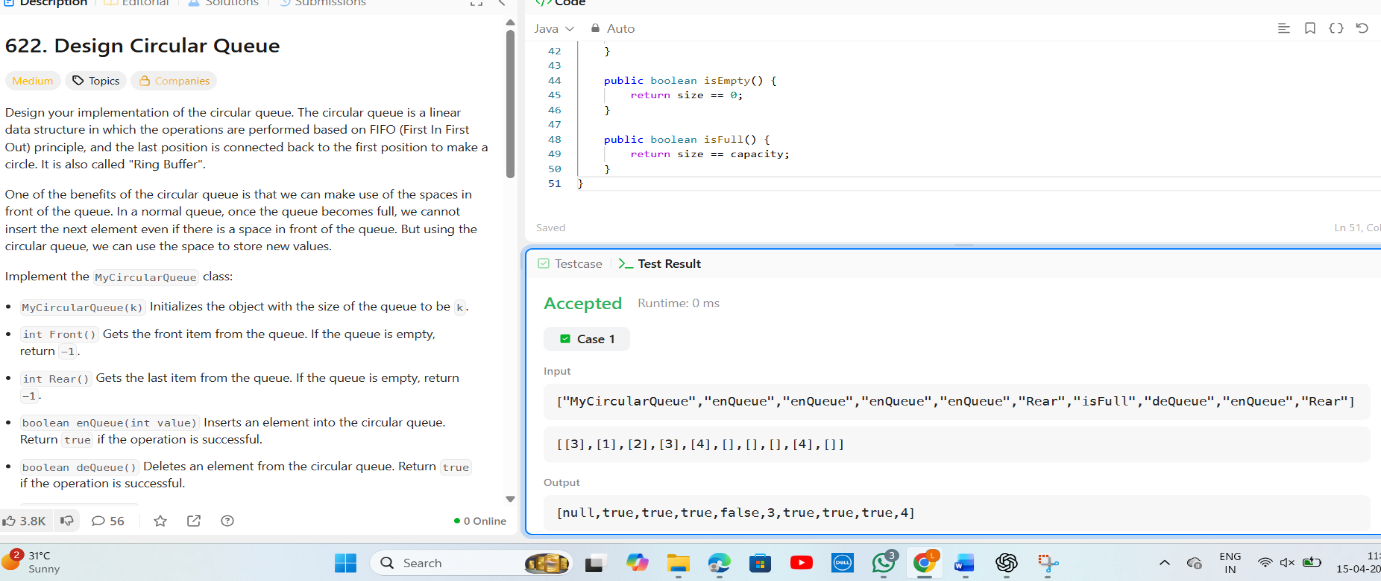 Description
Editorial
Solutions
Submissions
622. Design Circular Queue
Medium
Topics
Companies
Design your implementation of the circular queue. The circular queue is a linear
data structure in which the operations are performed based on FIFO (First In First
Out) principle, and the last position is connected back to the first position to make a
circle. It is also called "Ring Buffer".
One of the benefits of the circular queue is that we can make use of the spaces in
front of the queue. In a normal queue, once the queue becomes full, we cannot
insert the next element even if there is a space in front of the queue. But using the
circular queue, we can use the space to store new values.
Implement the MyCircularQueue class:
• MyCircularQueue(k) Initializes the object with the size of the queue to be k.
• int Front() Gets the front item from the queue. If the queue is empty,
return -1.
• int Rear() Gets the last item from the queue. If the queue is empty, return
-1.
• boolean enQueue(int value) Inserts an element into the circular queue.
Return true if the operation is successful.
• boolean deQueue() Deletes an element from the circular queue. Return true
if the operation is successful.
3.8K
56
0 Online
Code
Java
Auto
42 }
43
44 public boolean isEmpty() {
45 return size == 0;
46 }
47
48 public boolean isFull() {
49 return size == capacity;
50 }
51 }
Saved
Ln 51, Col
Testcase
Test Result
Accepted
Runtime: 0 ms
Case 1
Input
["MyCircularQueue","enQueue","enQueue","enQueue","enQueue","Rear","isFull","deQueue","enQueue","Rear"]
[[3],[1],[2],[3],[4],[],[],[],[4],[]]
Output
[null,true,true,true,false,3,true,true,true,4]
2
31°C
Sunny
Search
DELL
3
L
W
ENG
IN
11:
15-04-20